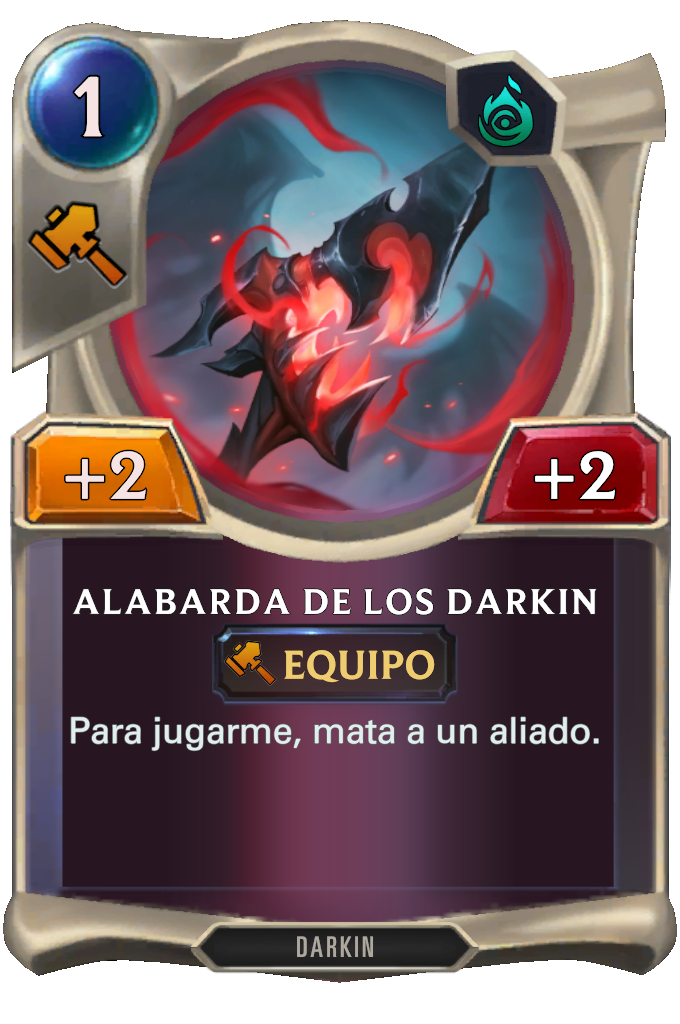 1
+2
+2
ALABARDA DE LOS DARKIN
EQUIPO
Para jugarme, mata a un aliado.
DARKIN